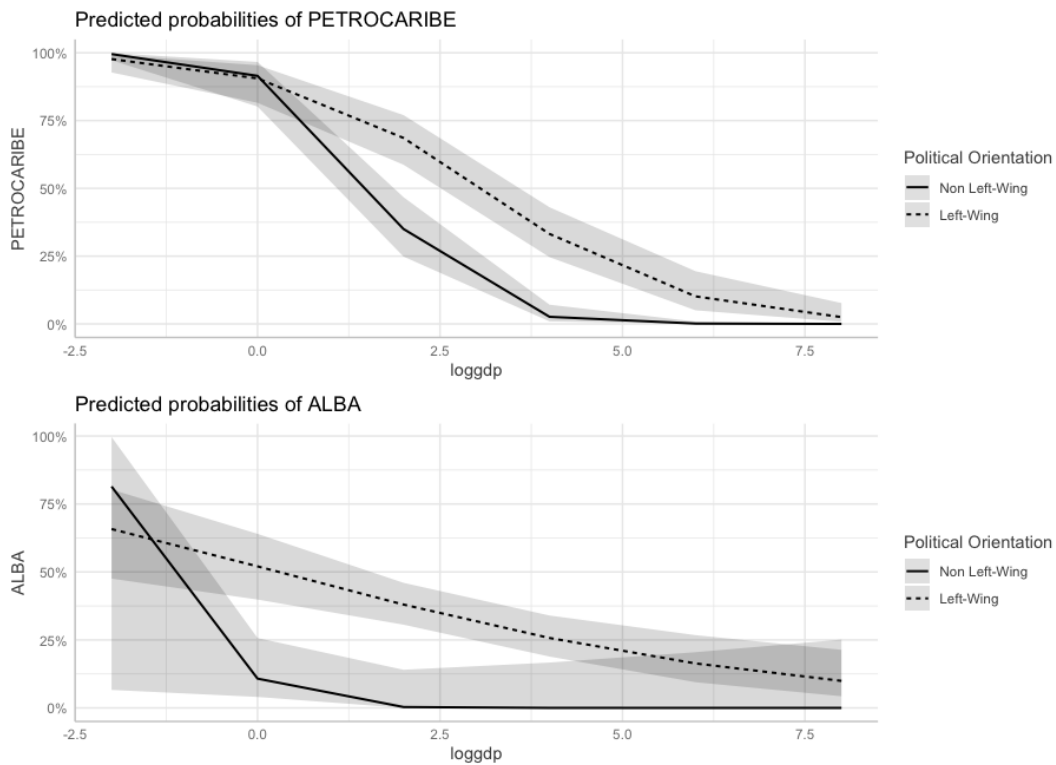 Predicted probabilities of PETROCARIBE
100%
75%
50%
25%
0%
PETROCARIBE
-2.5
0.0
2.5
5.0
7.5
loggdp
Political Orientation
Non Left-Wing
Left-Wing
Predicted probabilities of ALBA
100%
75%
50%
25%
0%
ALBA
-2.5
0.0
2.5
5.0
7.5
loggdp
Political Orientation
Non Left-Wing
Left-Wing